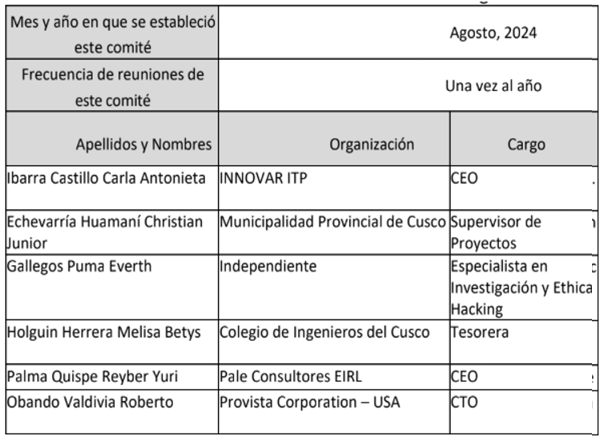 Mes y año en que se estableció
este comité
Agosto, 2024
Frecuencia de reuniones de
este comité
Una vez al año
Apellidos y Nombres Organización Cargo
Ibarra Castillo Carla Antonieta INNOVAR ITP CEO
Echevarría Huamaní Christian Municipalidad Provincial de Cusco Supervisor de
Junior Proyectos
Gallegos Puma Everth Independiente Especialista en
Investigación y Ethica
Hacking
Holguin Herrera Melisa Betys Colegio de Ingenieros del Cusco Tesorera
Palma Quispe Reyber Yuri Pale Consultores EIRL CEO
Obando Valdivia Roberto Provista Corporation – USA CTO